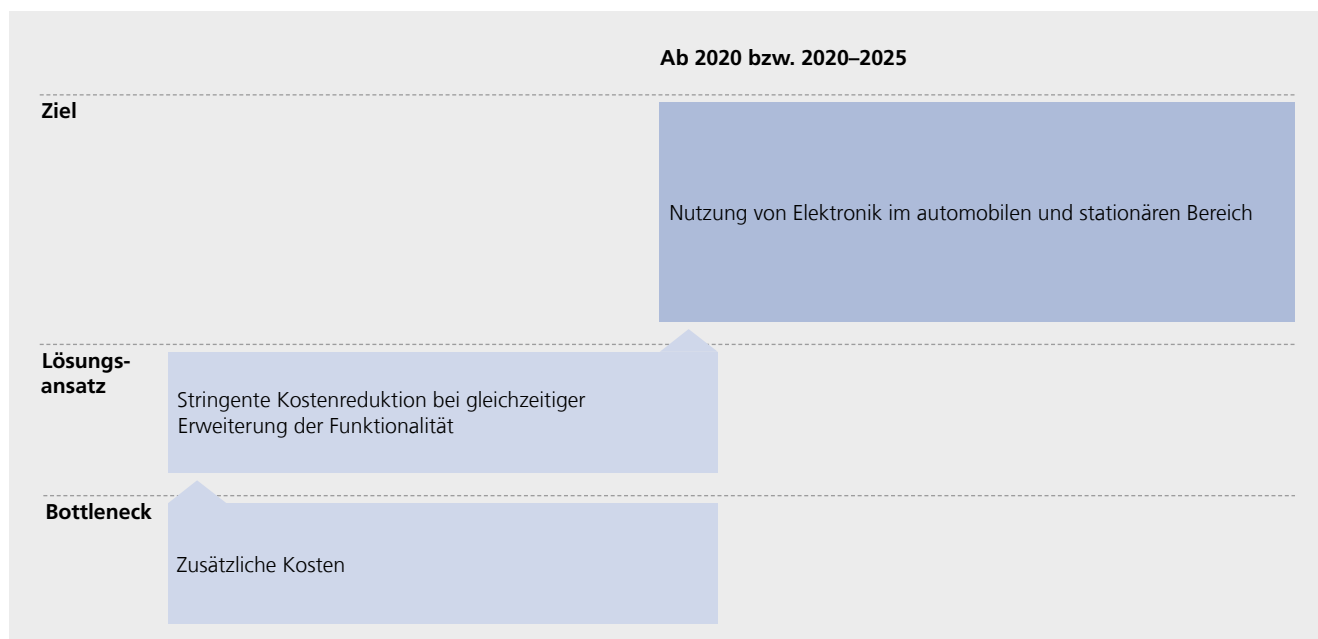 Ab 2020 bzw. 2020–2025
Ziel
Nutzung von Elektronik im automobilen und stationären Bereich
Lösungs-
ansatz
Stringente Kostenreduktion bei gleichzeitiger
Erweiterung der Funktionalität
Bottleneck
Zusätzliche Kosten